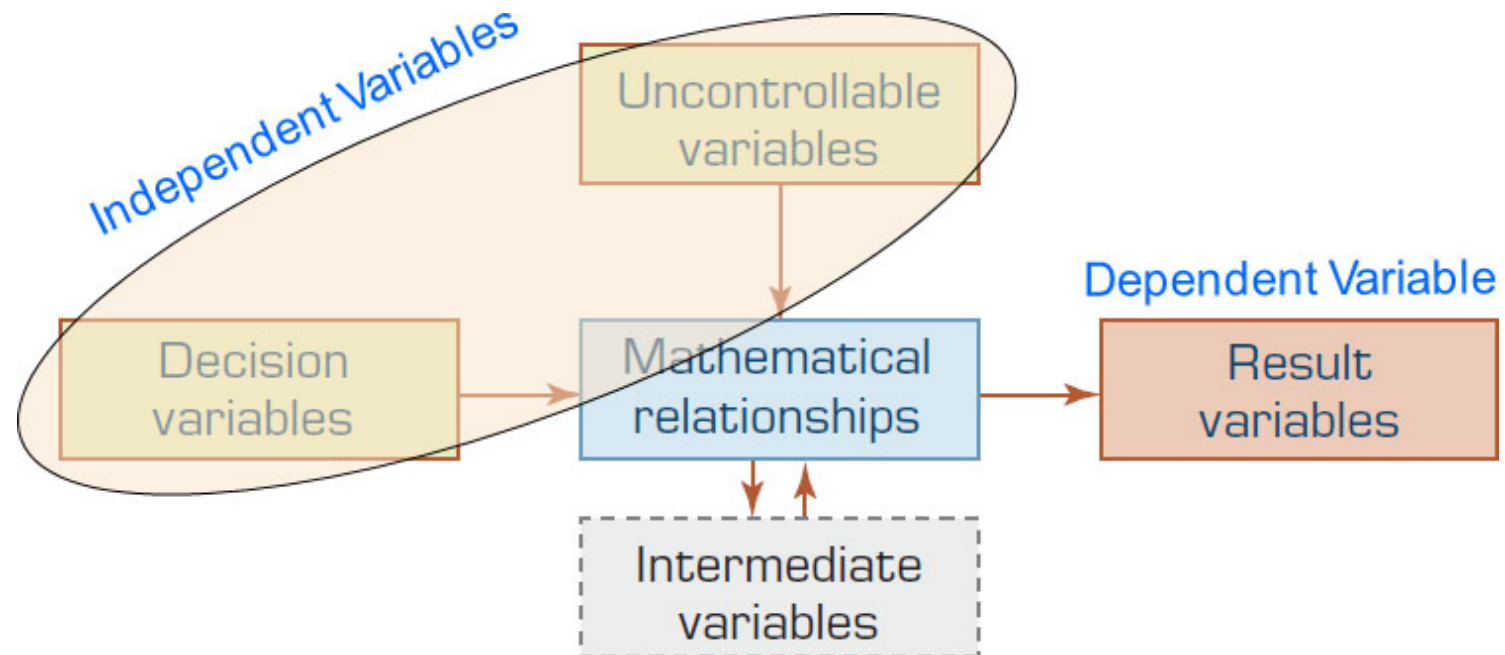 Independent Variables
Uncontrollable
variables
Decision
variables
Mathematical
relationships
Dependent Variable
Result
variables
Intermediate
variables